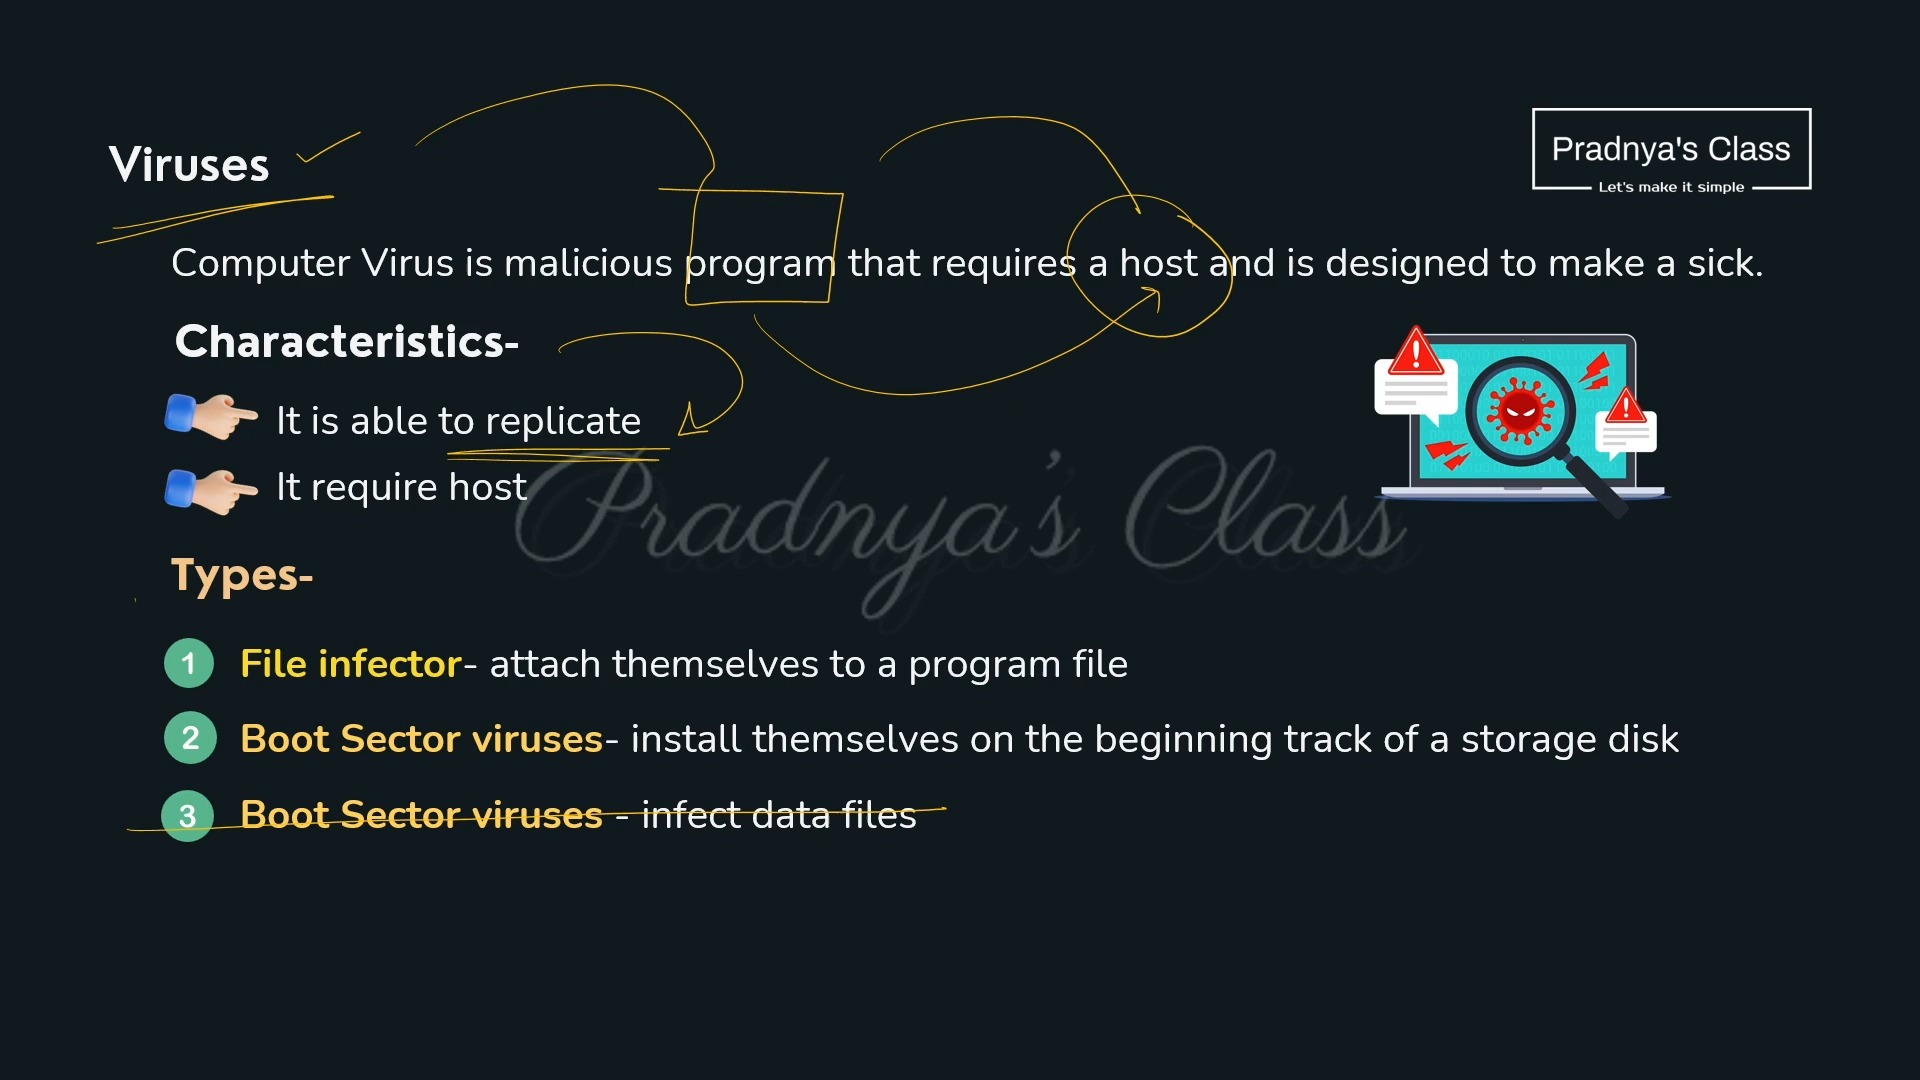 Viruses
Pradnya's Class
Let's make it simple
Computer Virus is malicious program that requires a host and is designed to make a sick.
Characteristics-
It is able to replicate
It require host
Pradnya's Class
Types-
1 File infector- attach themselves to a program file
2 Boot Sector viruses- install themselves on the beginning track of a storage disk
3 Boot Sector viruses - infect data files